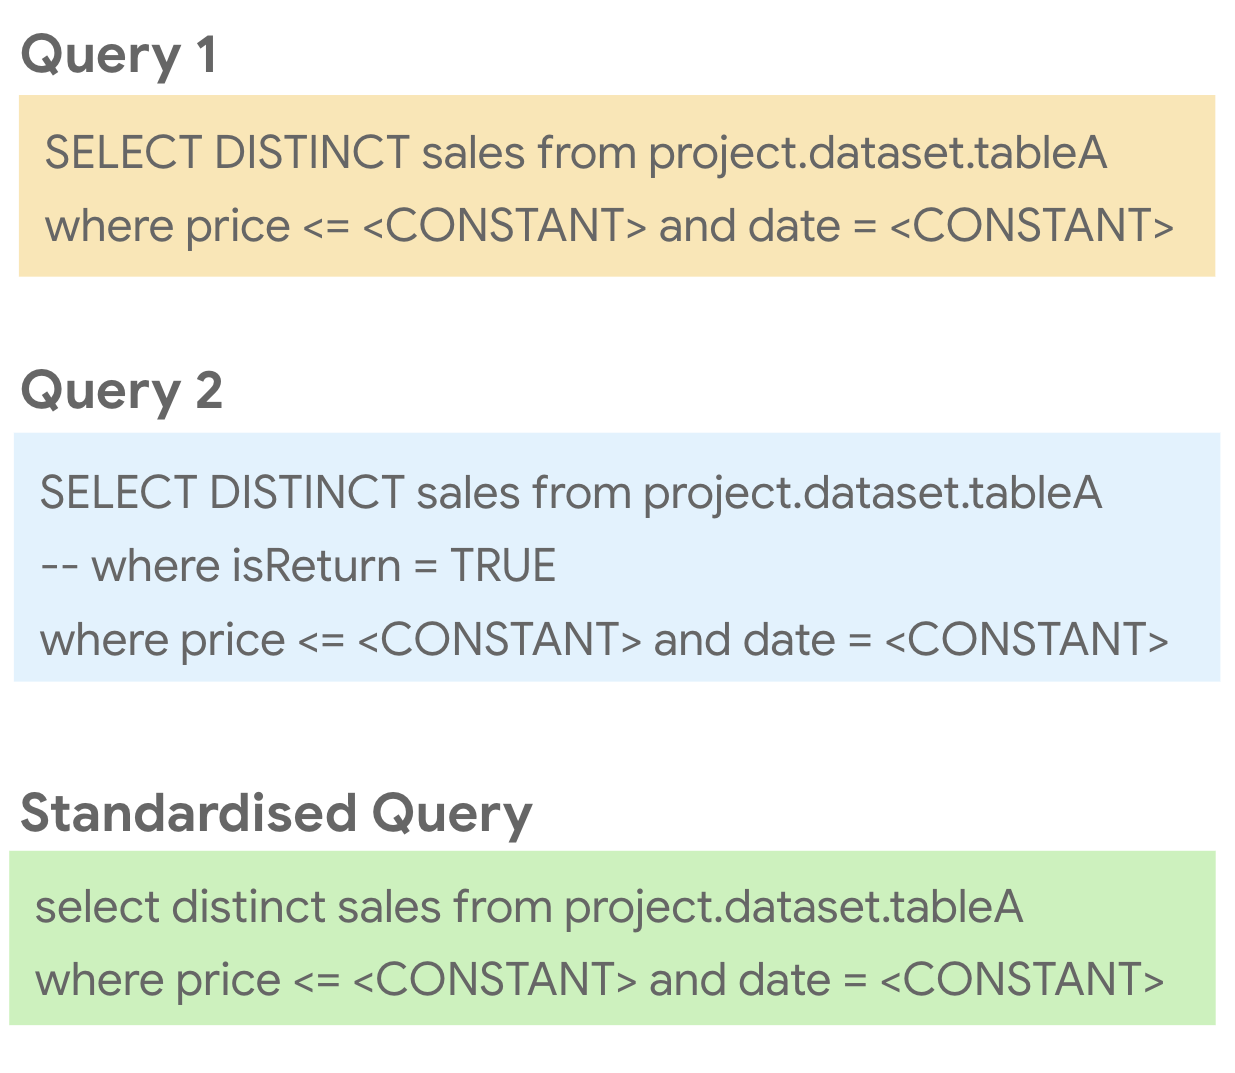 Query 1
SELECT DISTINCT sales from project.dataset.tableA
where price <= <CONSTANT> and date = <CONSTANT>
Query 2
SELECT DISTINCT sales from project.dataset.tableA
-- where isReturn = TRUE
where price <= <CONSTANT> and date = <CONSTANT>
Standardised Query
select distinct sales from project.dataset.tableA
where price <= <CONSTANT> and date = <CONSTANT>